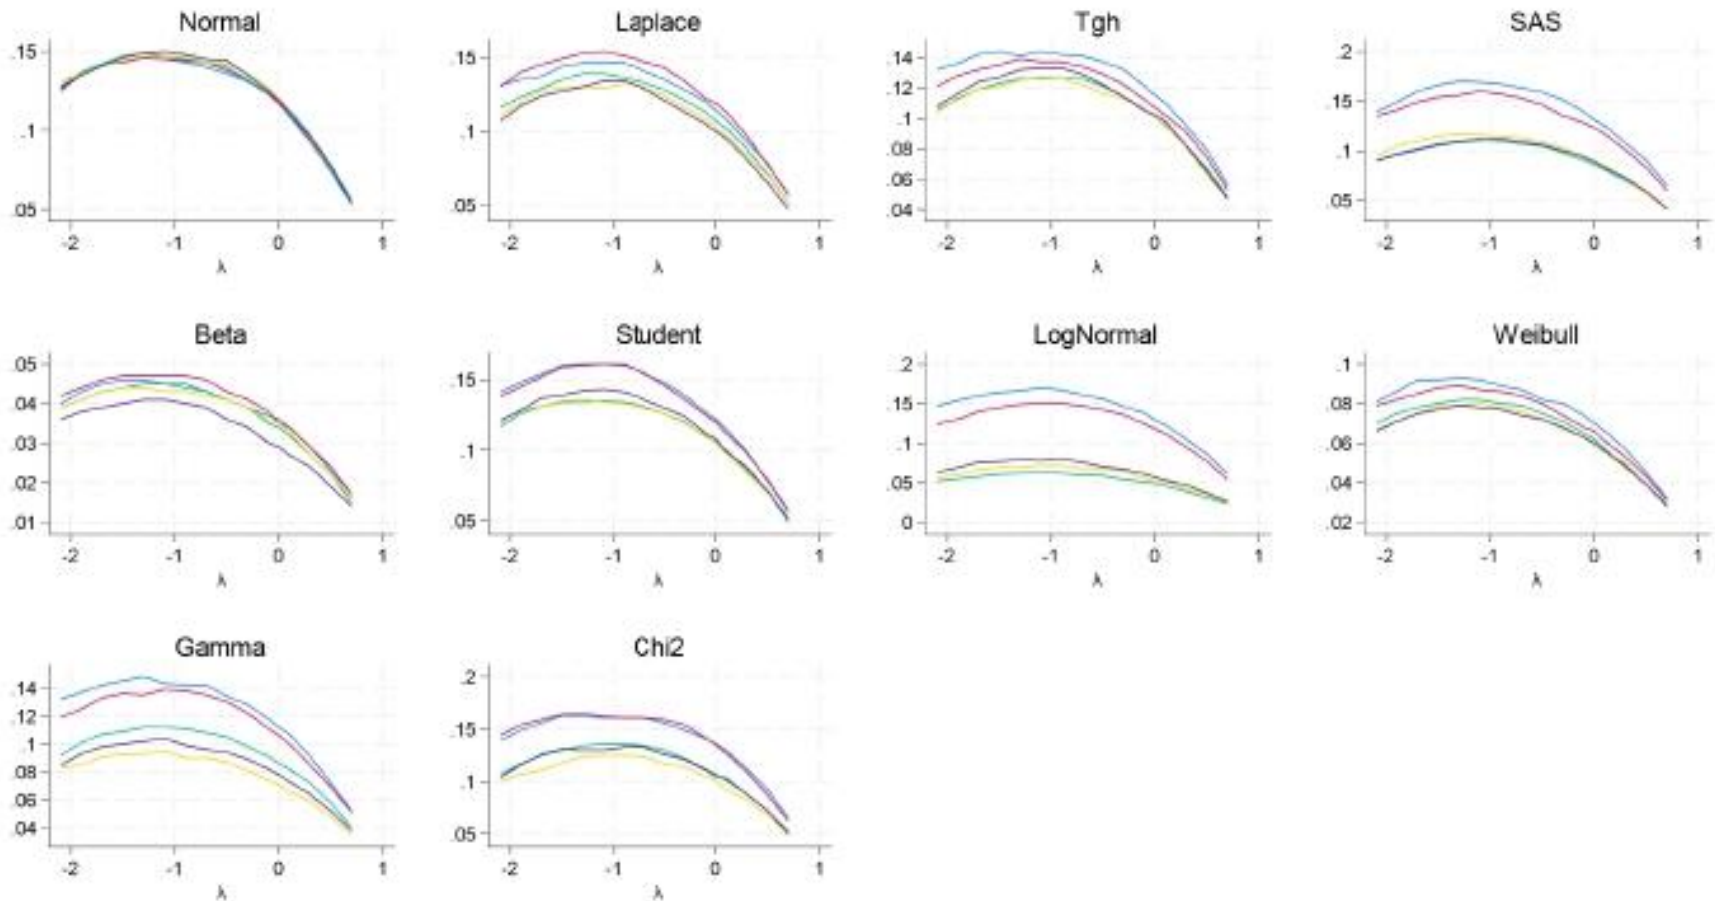 Normal
.15
.1
.05
-2 -1 0 1
λ
Laplace
.15
.1
.05
-2 -1 0 1
λ
Tgh
.14
.12
.1
.08
.06
.04
-2 -1 0 1
λ
SAS
.2
.15
.1
.05
-2 -1 0 1
λ
Beta
.05
.04
.03
.02
.01
-2 -1 0 1
λ
Student
.15
.1
.05
-2 -1 0 1
λ
LogNormal
.2
.15
.1
.05
0
-2 -1 0 1
λ
Weibull
.1
.08
.06
.04
.02
-2 -1 0 1
λ
Gamma
.14
.12
.1
.08
.06
.04
-2 -1 0 1
λ
Chi2
.2
.15
.1
.05
-2 -1 0 1
λ